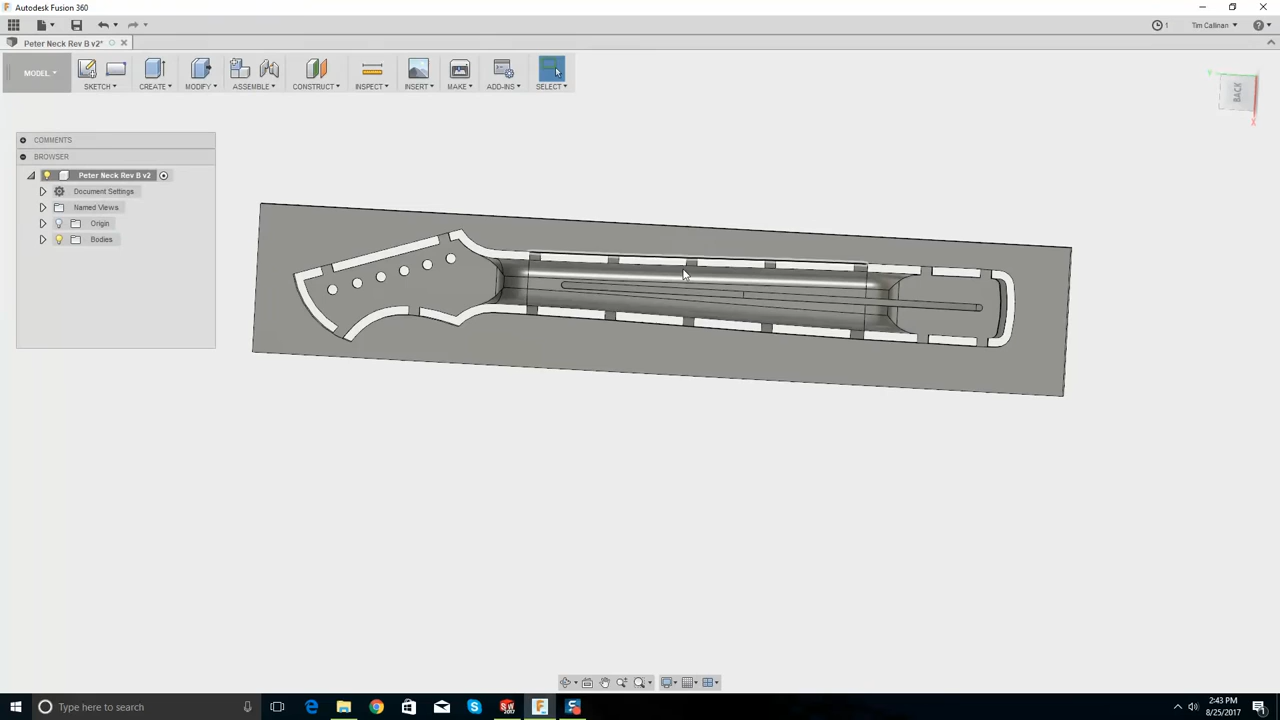 Autodesk Fusion 360
1
Tim Callinan
Peter Neck Rev B v2*
MODEL
SKETCH
CREATE
MODIFY
ASSEMBLE
CONSTRUCT
INSPECT
INSERT
MAKE
ADD-INS
SELECT
BACK
COMMENTS
BROWSER
Peter Neck Rev B v2
Document Settings
Named Views
Origin
Bodies
Type here to search
2:43 PM
8/25/2017